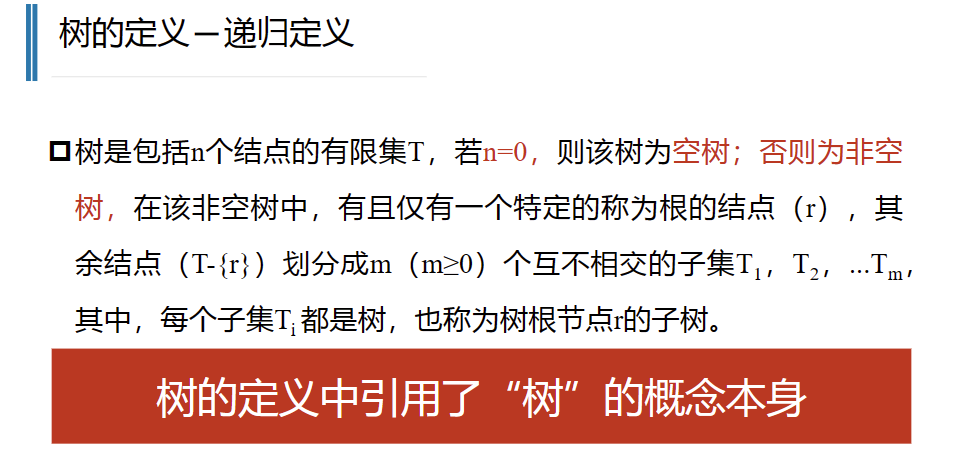 树的定义－递归定义
树是包括n个结点的有限集T，若n=0，则该树为空树；否则为非空
树，在该非空树中，有且仅有一个特定的称为根的结点（r），其
余结点（T-{r}）划分成m（m≥0）个互不相交的子集T₁，T₂，...Tₘ,
其中，每个子集Tᵢ都是树，也称为树根节点r的子树。
树的定义中引用了“树”的概念本身